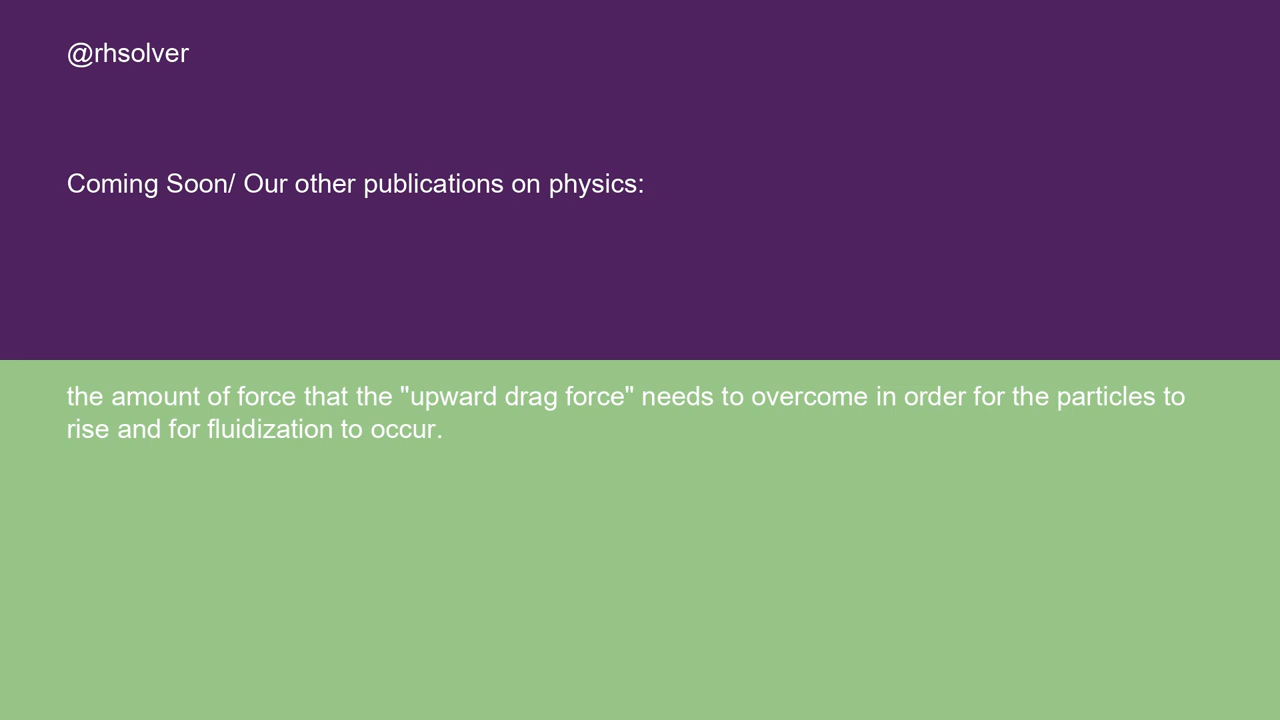 @rhsolver
Coming Soon/ Our other publications on physics:
the amount of force that the "upward drag force" needs to overcome in order for the particles to
rise and for fluidization to occur.